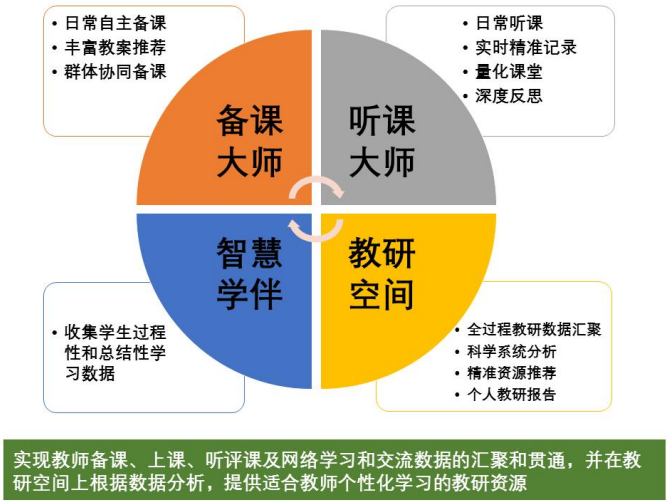 • 日常自主备课
• 丰富教案推荐
• 群体协同备课
• 日常听课
• 实时精准记录
• 量化课堂
• 深度反思
备课
大师
听课
大师
智慧
学伴
教研
空间
• 收集学生过程
性和总结性学
习数据
• 全过程教研数据汇聚
• 科学系统分析
• 精准资源推荐
• 个人教研报告
实现教师备课、上课、听评课及网络学习和交流数据的汇聚和贯通，并在教
研空间上根据数据分析，提供适合教师个性化学习的教研资源